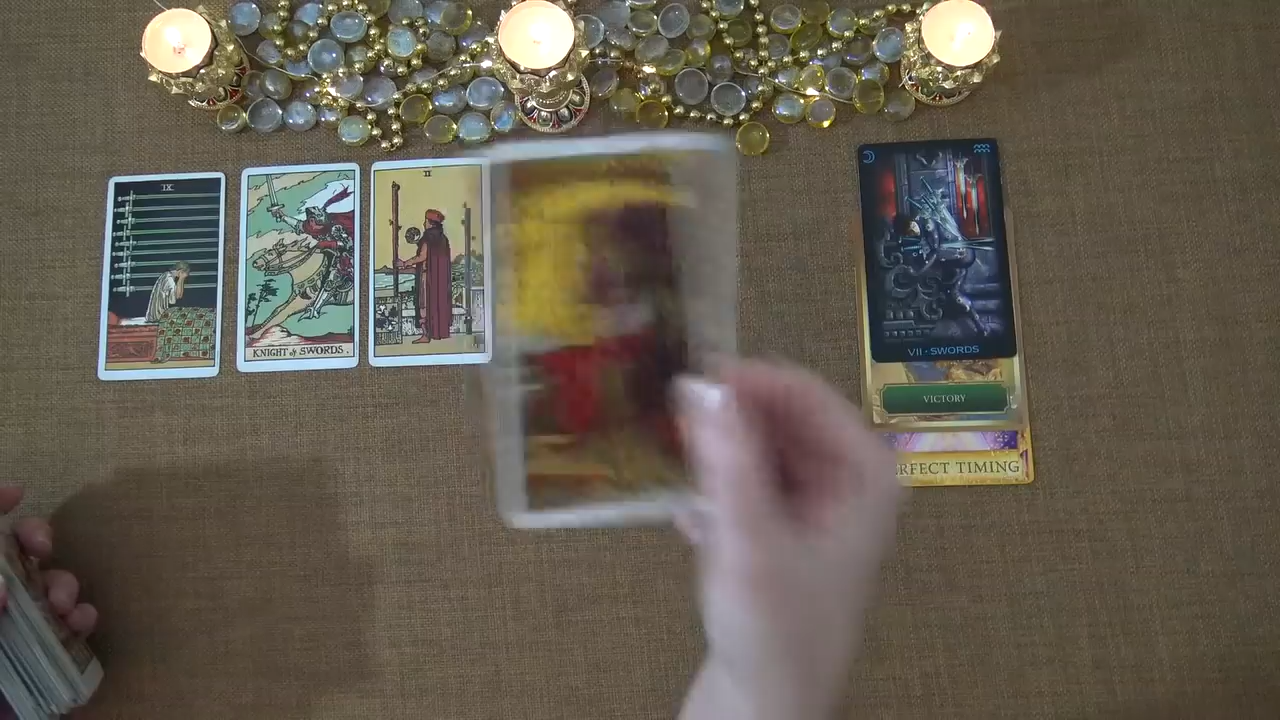 IX
KNIGHT of SWORDS.
II
VII · SWORDS
VICTORY
RFECT TIMING